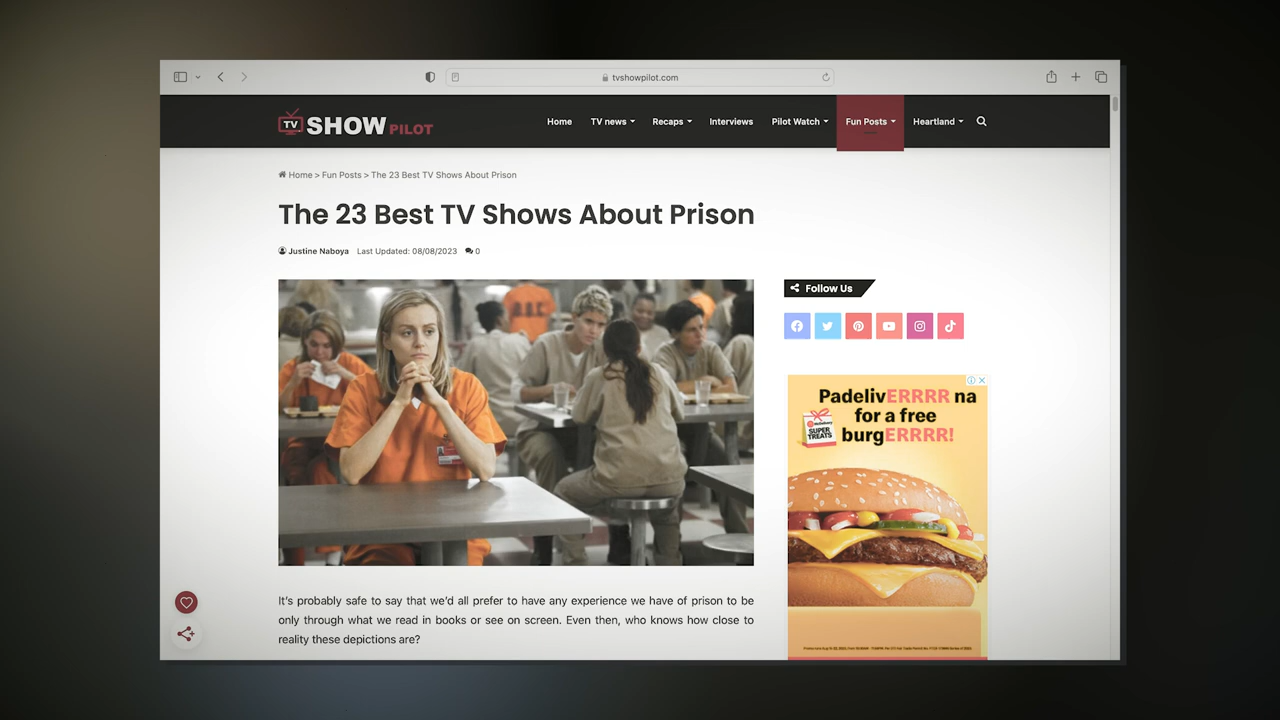 tvshowpilot.com
TV SHOW PILOT
Home TV news Recaps Interviews Pilot Watch Fun Posts Heartland
Home > Fun Posts > The 23 Best TV Shows About Prison
The 23 Best TV Shows About Prison
Justine Naboya Last Updated: 08/08/2023 0
Follow Us
PadelivERRRR na
for a free
burgERRRR!
McDelivery
SUPER
TREATS
It's probably safe to say that we'd all prefer to have any experience we have of prison to be
only through what we read in books or see on screen. Even then, who knows how close to
reality these depictions are?